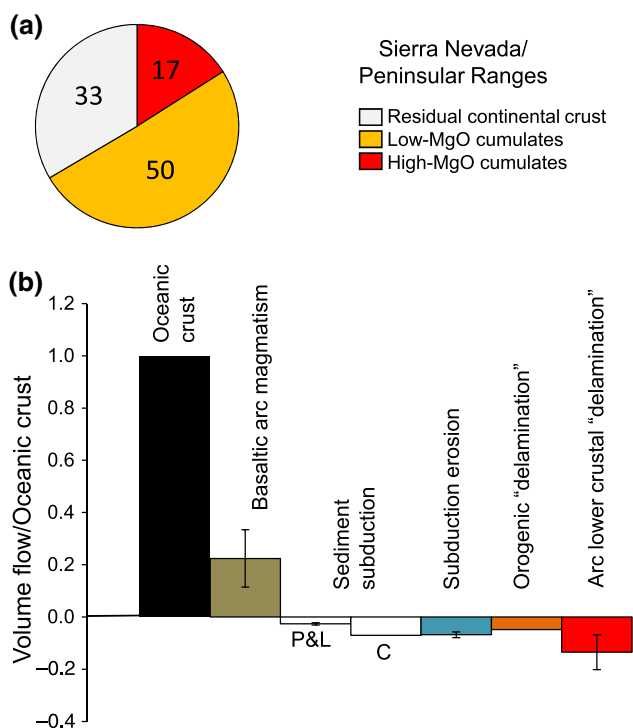 (a)
33
17
50
Sierra Nevada/
Peninsular Ranges
Residual continental crust
Low-MgO cumulates
High-MgO cumulates
(b)
Volume flow/Oceanic crust
1.2
1.0
0.8
0.6
0.4
0.2
0.0
−0.2
−0.4
Oceanic
crust
Basaltic arc magmatism
Sediment
subduction
Subduction erosion
Orogenic “delamination”
Arc lower crustal “delamination”
P&L
C